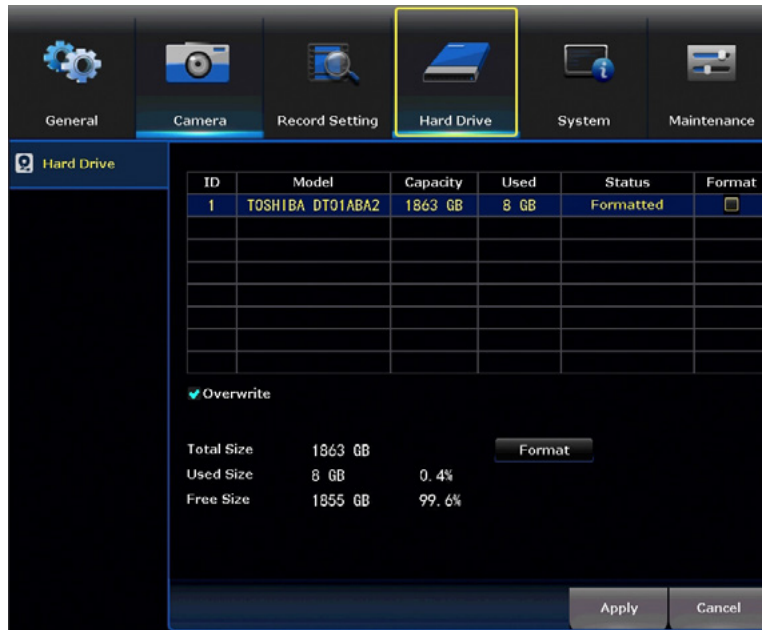 General Camera Record Setting Hard Drive System Maintenance
Hard Drive
ID Model Capacity Used Status Format
1 TOSHIBA DT01ABA2 1863 GB 8 GB Formatted
Overwrite
Total Size 1863 GB Format
Used Size 8 GB 0.4%
Free Size 1855 GB 99.6%
Apply Cancel